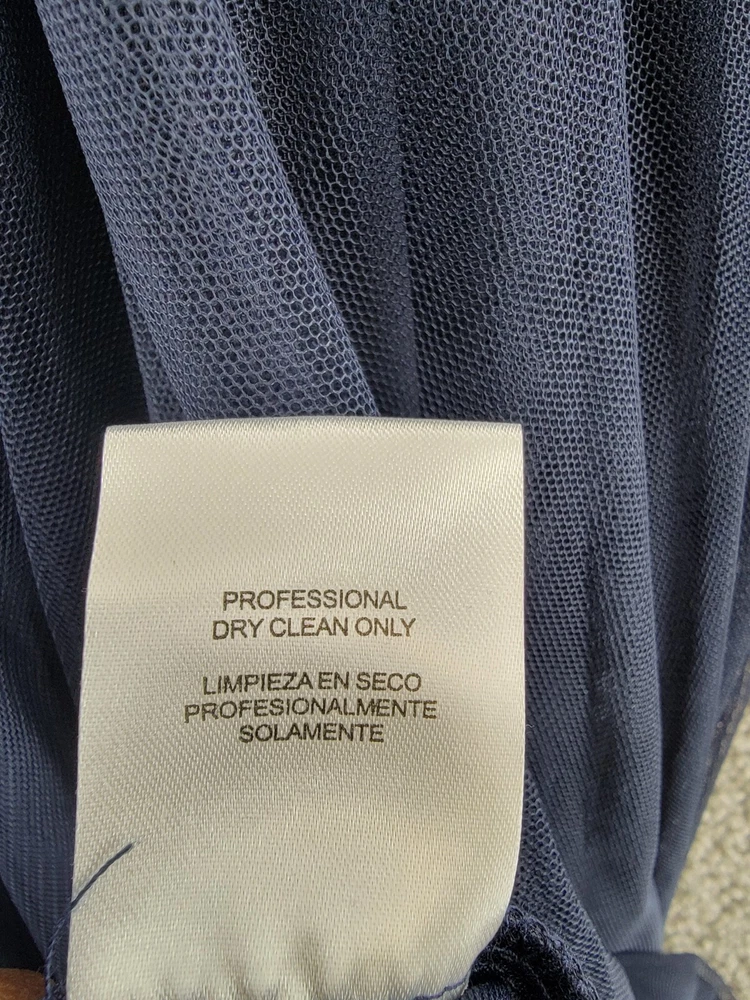 PROFESSIONAL
DRY CLEAN ONLY
LIMPIEZA EN SECO
PROFESIONALMENTE
SOLAMENTE